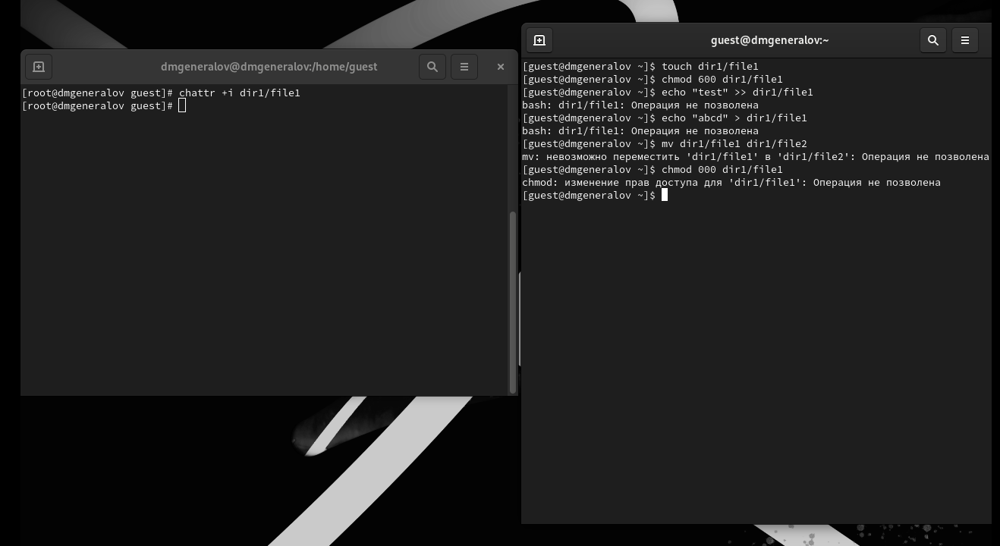 dmgeneralov@dmgeneralov:/home/guest
[root@dmgeneralov guest]# chattr +i dir1/file1
[root@dmgeneralov guest]#
guest@dmgeneralov:~
[guest@dmgeneralov ~]$ touch dir1/file1
[guest@dmgeneralov ~]$ chmod 600 dir1/file1
[guest@dmgeneralov ~]$ echo "test" >> dir1/file1
bash: dir1/file1: Операция не позволена
[guest@dmgeneralov ~]$ echo "abcd" > dir1/file1
bash: dir1/file1: Операция не позволена
[guest@dmgeneralov ~]$ mv dir1/file1 dir1/file2
mv: невозможно переместить 'dir1/file1' в 'dir1/file2': Операция не позволена
[guest@dmgeneralov ~]$ chmod 000 dir1/file1
chmod: изменение прав доступа для 'dir1/file1': Операция не позволена
[guest@dmgeneralov ~]$